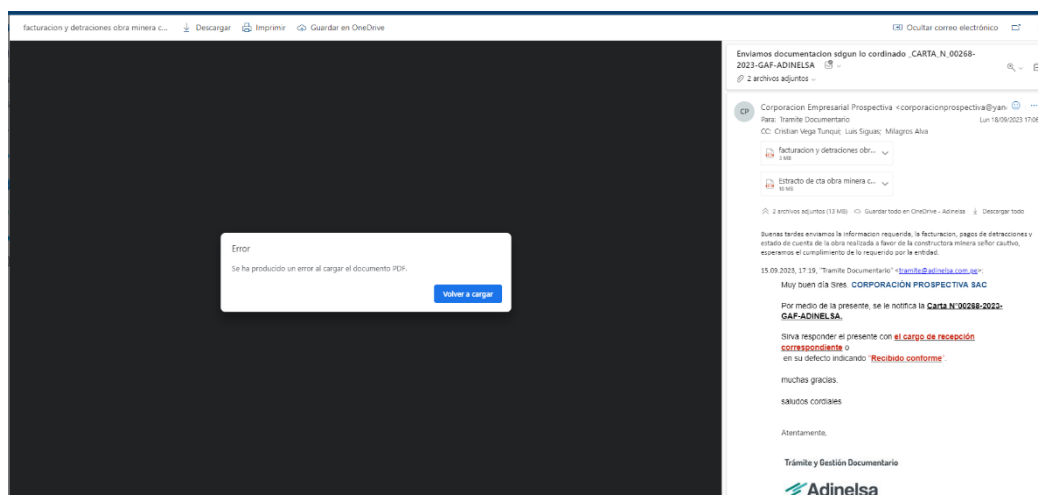 facturacion y detraciones obra minera c...
Descargar
Imprimir
Guardar en OneDrive
Ocultar correo electrónico
Error
Se ha producido un error al cargar el documento PDF.
Volver a cargar
Enviamos documentacion sdgun lo cordinado _CARTA_N_00268-
2023-GAF-ADINELSA
2 archivos adjuntos
CP
Corporacion Empresarial Prospectiva <corporacionprospectiva@yan
Para: Tramite Documentario
Lun 18/09/2023 17:06
CC: Cristian Vega Tunqui; Luis Siguas; Milagros Alva
facturacion y detraciones obr...
3 MB
Estracto de cta obra minera c...
10 MB
2 archivos adjuntos (13 MB)
Guardar todo en OneDrive - Adinelsa
Descargar todo
Buenas tardes enviamos la informacion requerida, la facturacion, pagos de detracciones y
estado de cuenta de la obra realizada a favor de la constructora minera señor cautivo,
esperamos el cumplimiento de lo requerido por la entidad.
15.09.2023, 17:19, "Tramite Documentario" <tramite@adinelsa.com.pe>:
Muy buen día Sres. CORPORACIÓN PROSPECTIVA SAC
Por medio de la presente, se le notifica la Carta N°00268-2023-
GAF-ADINELSA.
Sirva responder el presente con el cargo de recepción
correspondiente o
en su defecto indicando "Recibido conforme".
muchas gracias.
saludos cordiales
Atentamente,
Trámite y Gestión Documentario
Adinelsa